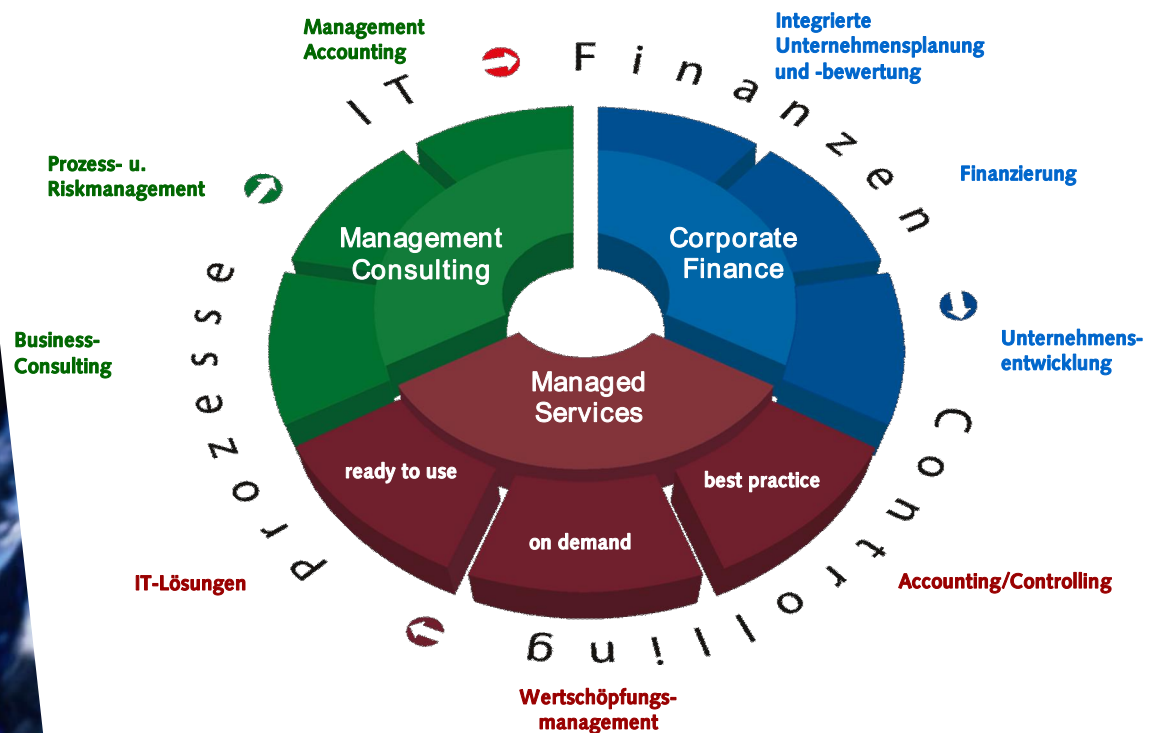 Management
Accounting
Integrierte
Unternehmensplanung
und -bewertung
IT
Finanzen
Prozess- u.
Riskmanagement
Finanzierung
Management
Consulting
Corporate
Finance
Prozesse
Business-
Consulting
Unternehmens-
entwicklung
Managed
Services
Controlling
ready to use
best practice
on demand
IT-Lösungen
Accounting/Controlling
Wertschöpfungs-
management